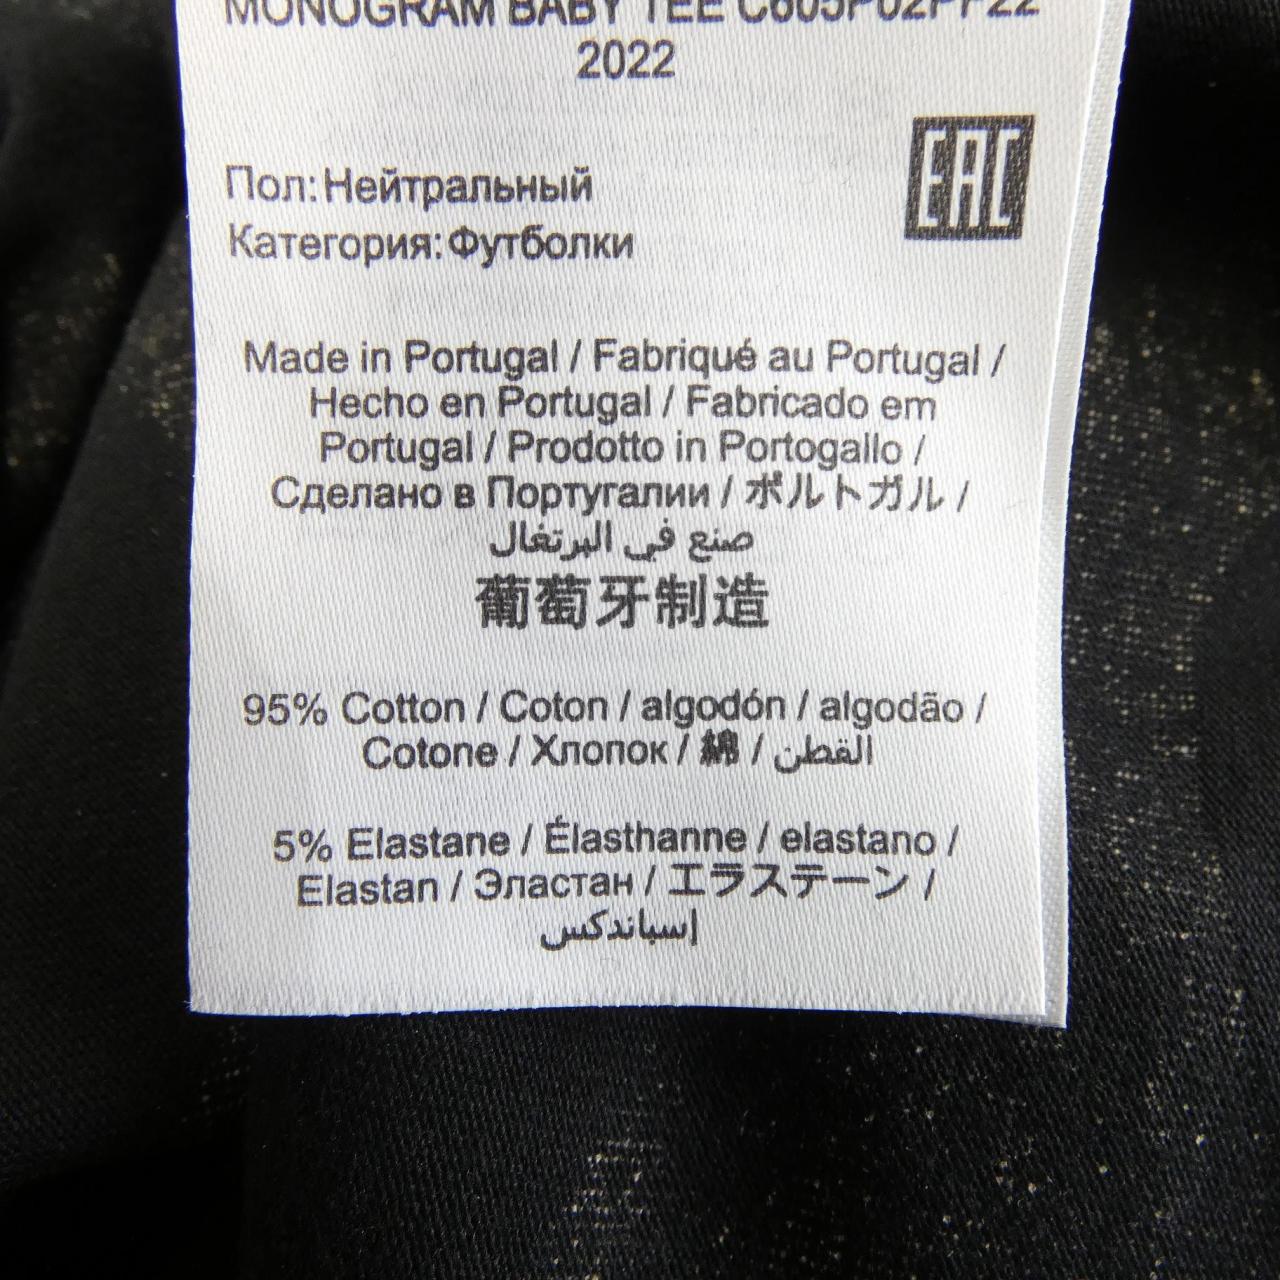 MONOGRAM BABY TEE C605P02PF22
2022
EAC
Пол: Нейтральный
Категория: Футболки
Made in Portugal / Fabriqué au Portugal /
Hecho en Portugal / Fabricado em
Portugal / Prodotto in Portogallo /
Сделано в Португалии / ポルトガル /
صنع في البرتغال
葡萄牙制造
95% Cotton / Coton / algodón / algodão /
Cotone / Хлопок / 綿 / القطن
5% Elastane / Élasthanne / elastano /
Elastan / Эластан / エラステーン /
إسباندكس